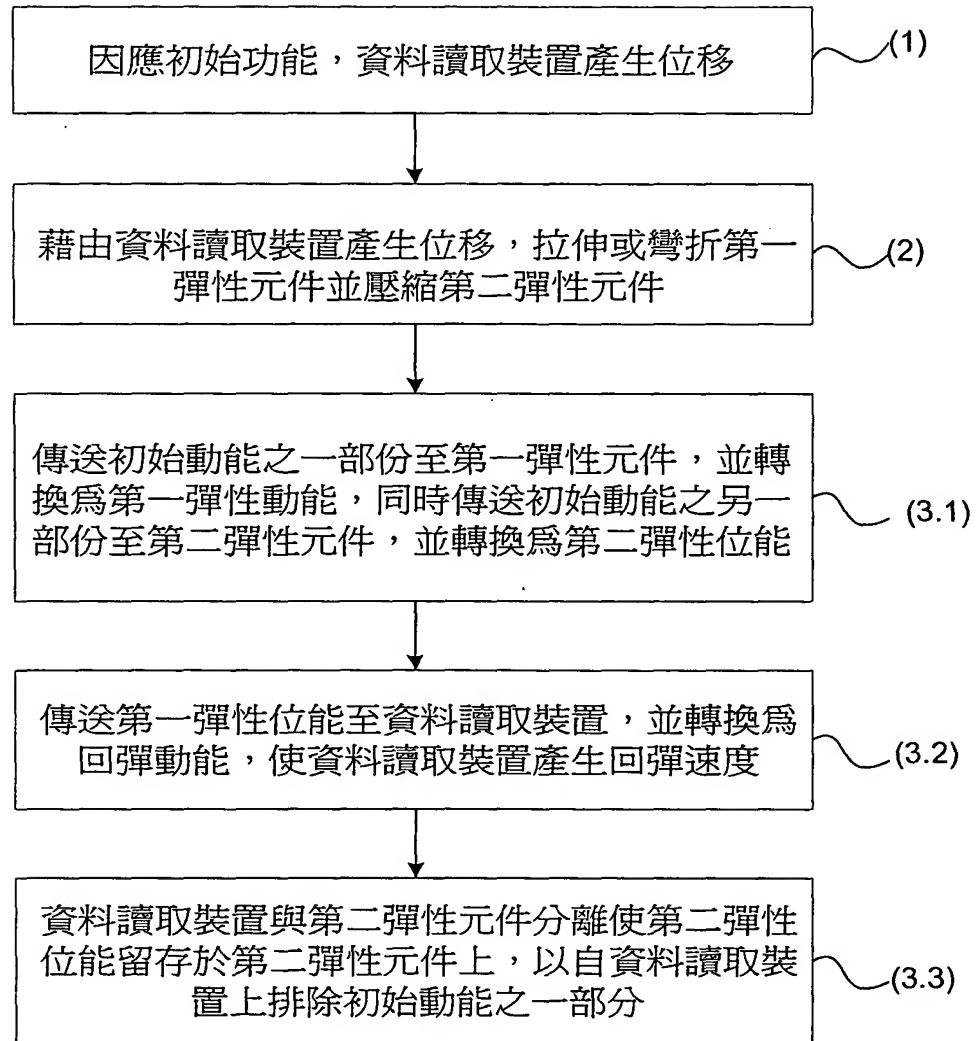 因應初始功能，資料讀取裝置產生位移
(1)
藉由資料讀取裝置產生位移，拉伸或彎折第一
彈性元件並壓縮第二彈性元件
(2)
傳送初始動能之一部份至第一彈性元件，並轉
換爲第一彈性動能，同時傳送初始動能之另一
部份至第二彈性元件，並轉換爲第二彈性位能
(3.1)
傳送第一彈性位能至資料讀取裝置，並轉換爲
回彈動能，使資料讀取裝置產生回彈速度
(3.2)
資料讀取裝置與第二彈性元件分離使第二彈性
位能留存於第二彈性元件上，以自資料讀取裝
置上排除初始動能之一部分
(3.3)